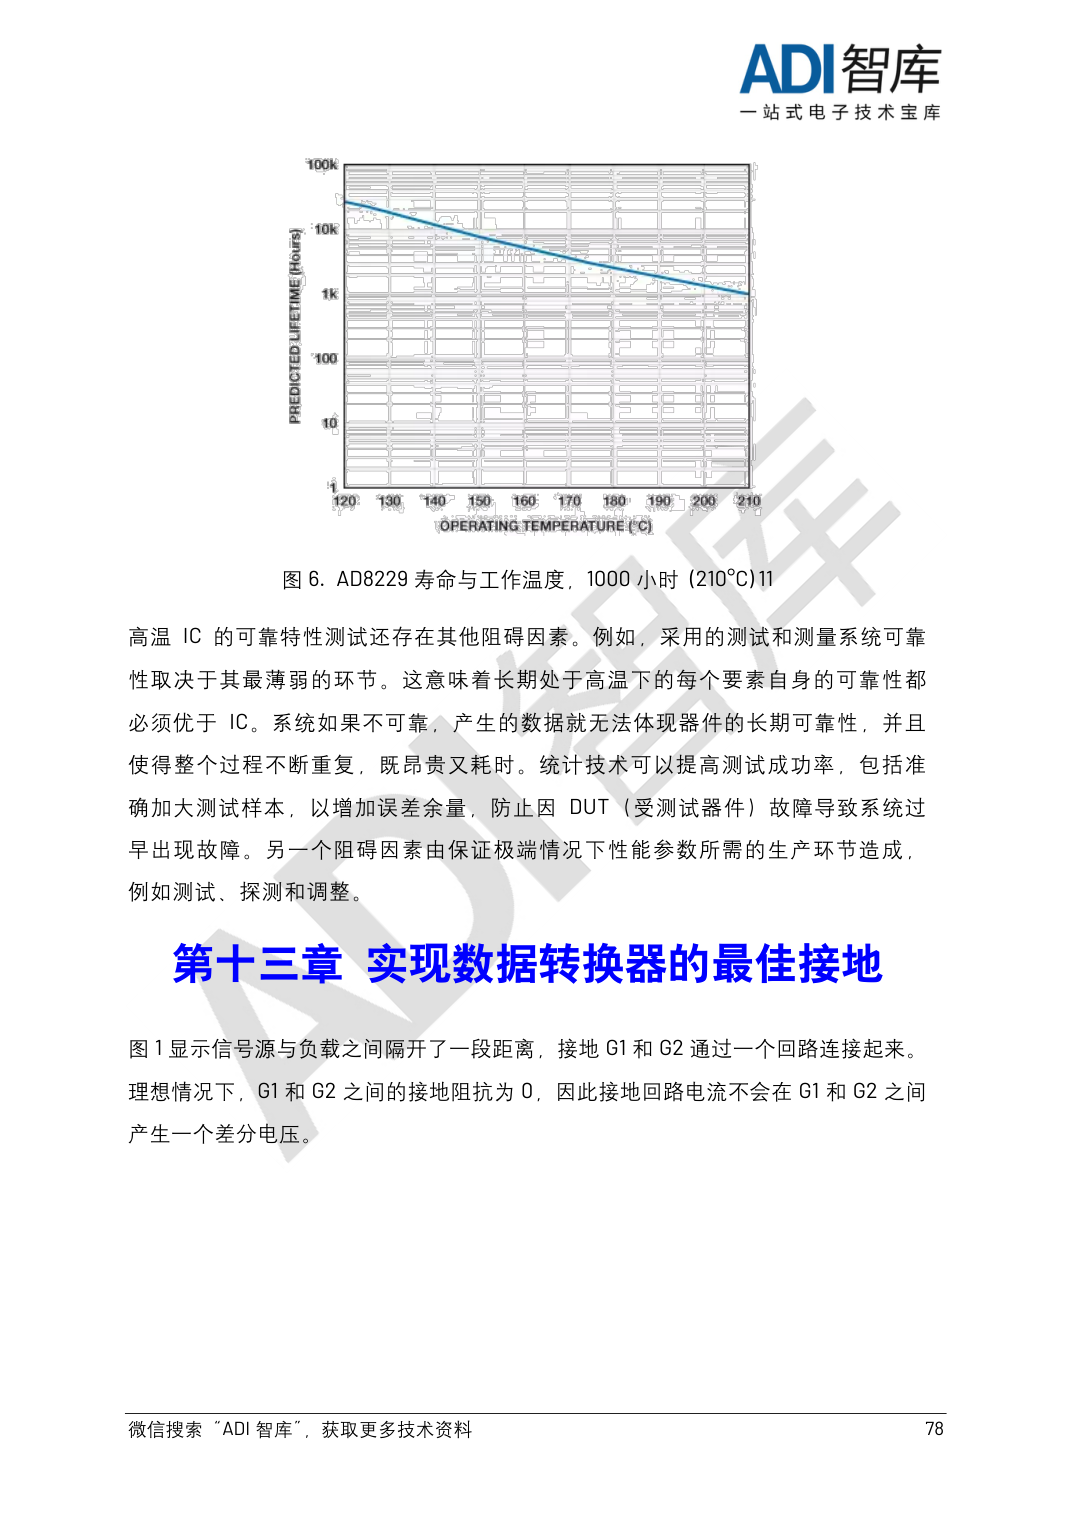 ADI智库
一站式电子技术宝库
100k
10k
1k
100
10
1
PREDICTED LIFETIME (Hours)
120 130 140 150 160 170 180 190 200 210
OPERATING TEMPERATURE (°C)
图 6. AD8229 寿命与工作温度，1000 小时 (210°C)11
高温 IC 的可靠特性测试还存在其他阻碍因素。例如，采用的测试和测量系统可靠
性取决于其最薄弱的环节。这意味着长期处于高温下的每个要素自身的可靠性都
必须优于 IC。系统如果不可靠，产生的数据就无法体现器件的长期可靠性，并且
使得整个过程不断重复，既昂贵又耗时。统计技术可以提高测试成功率，包括准
确加大测试样本，以增加误差余量，防止因 DUT（受测试器件）故障导致系统过
早出现故障。另一个阻碍因素由保证极端情况下性能参数所需的生产环节造成，
例如测试、探测和调整。
第十三章 实现数据转换器的最佳接地
图 1 显示信号源与负载之间隔开了一段距离，接地 G1 和 G2 通过一个回路连接起来。
理想情况下，G1 和 G2 之间的接地阻抗为 0，因此接地回路电流不会在 G1 和 G2 之间
产生一个差分电压。
ADI智库
微信搜索“ADI 智库”，获取更多技术资料 78